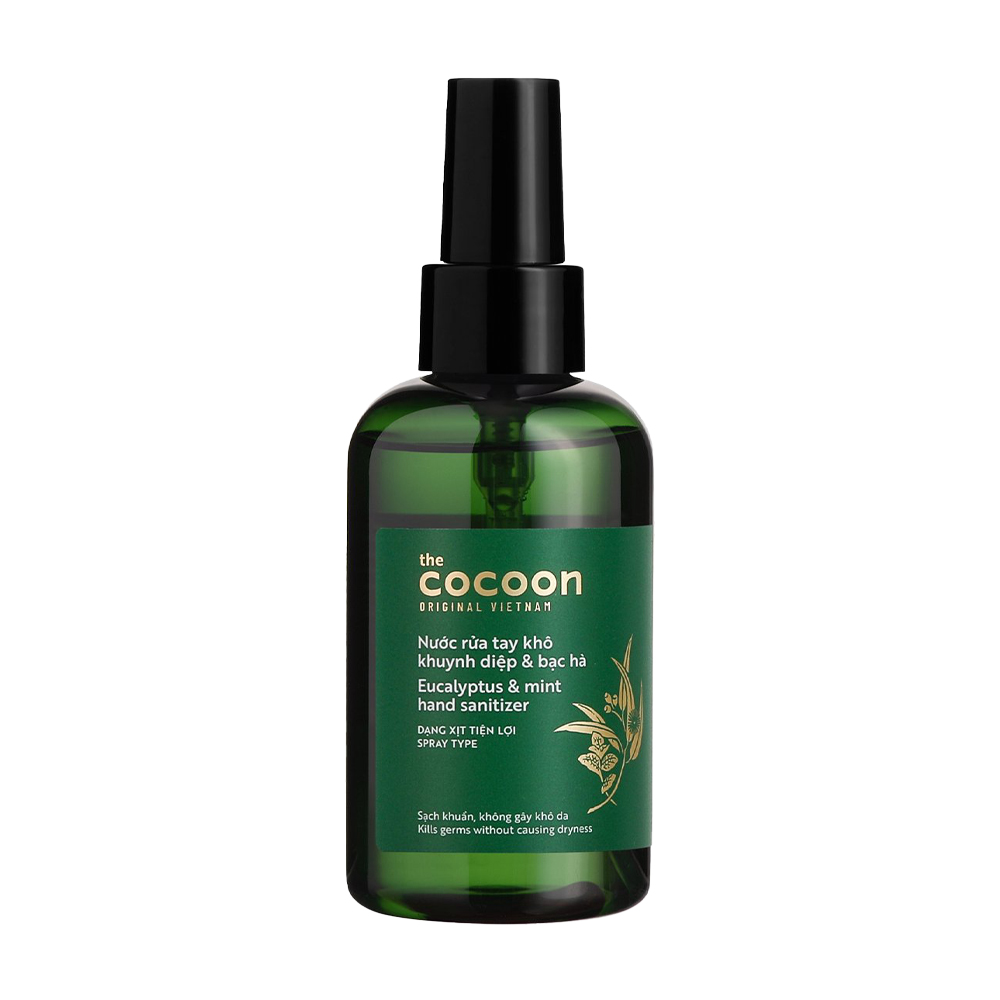 the
cocoon
ORIGINAL VIETNAM
Nước rửa tay khô
khuynh diệp & bạc hà
Eucalyptus & mint
hand sanitizer
DẠNG XỊT TIỆN LỢI
SPRAY TYPE
Sạch khuẩn, không gây khô da
Kills germs without causing dryness